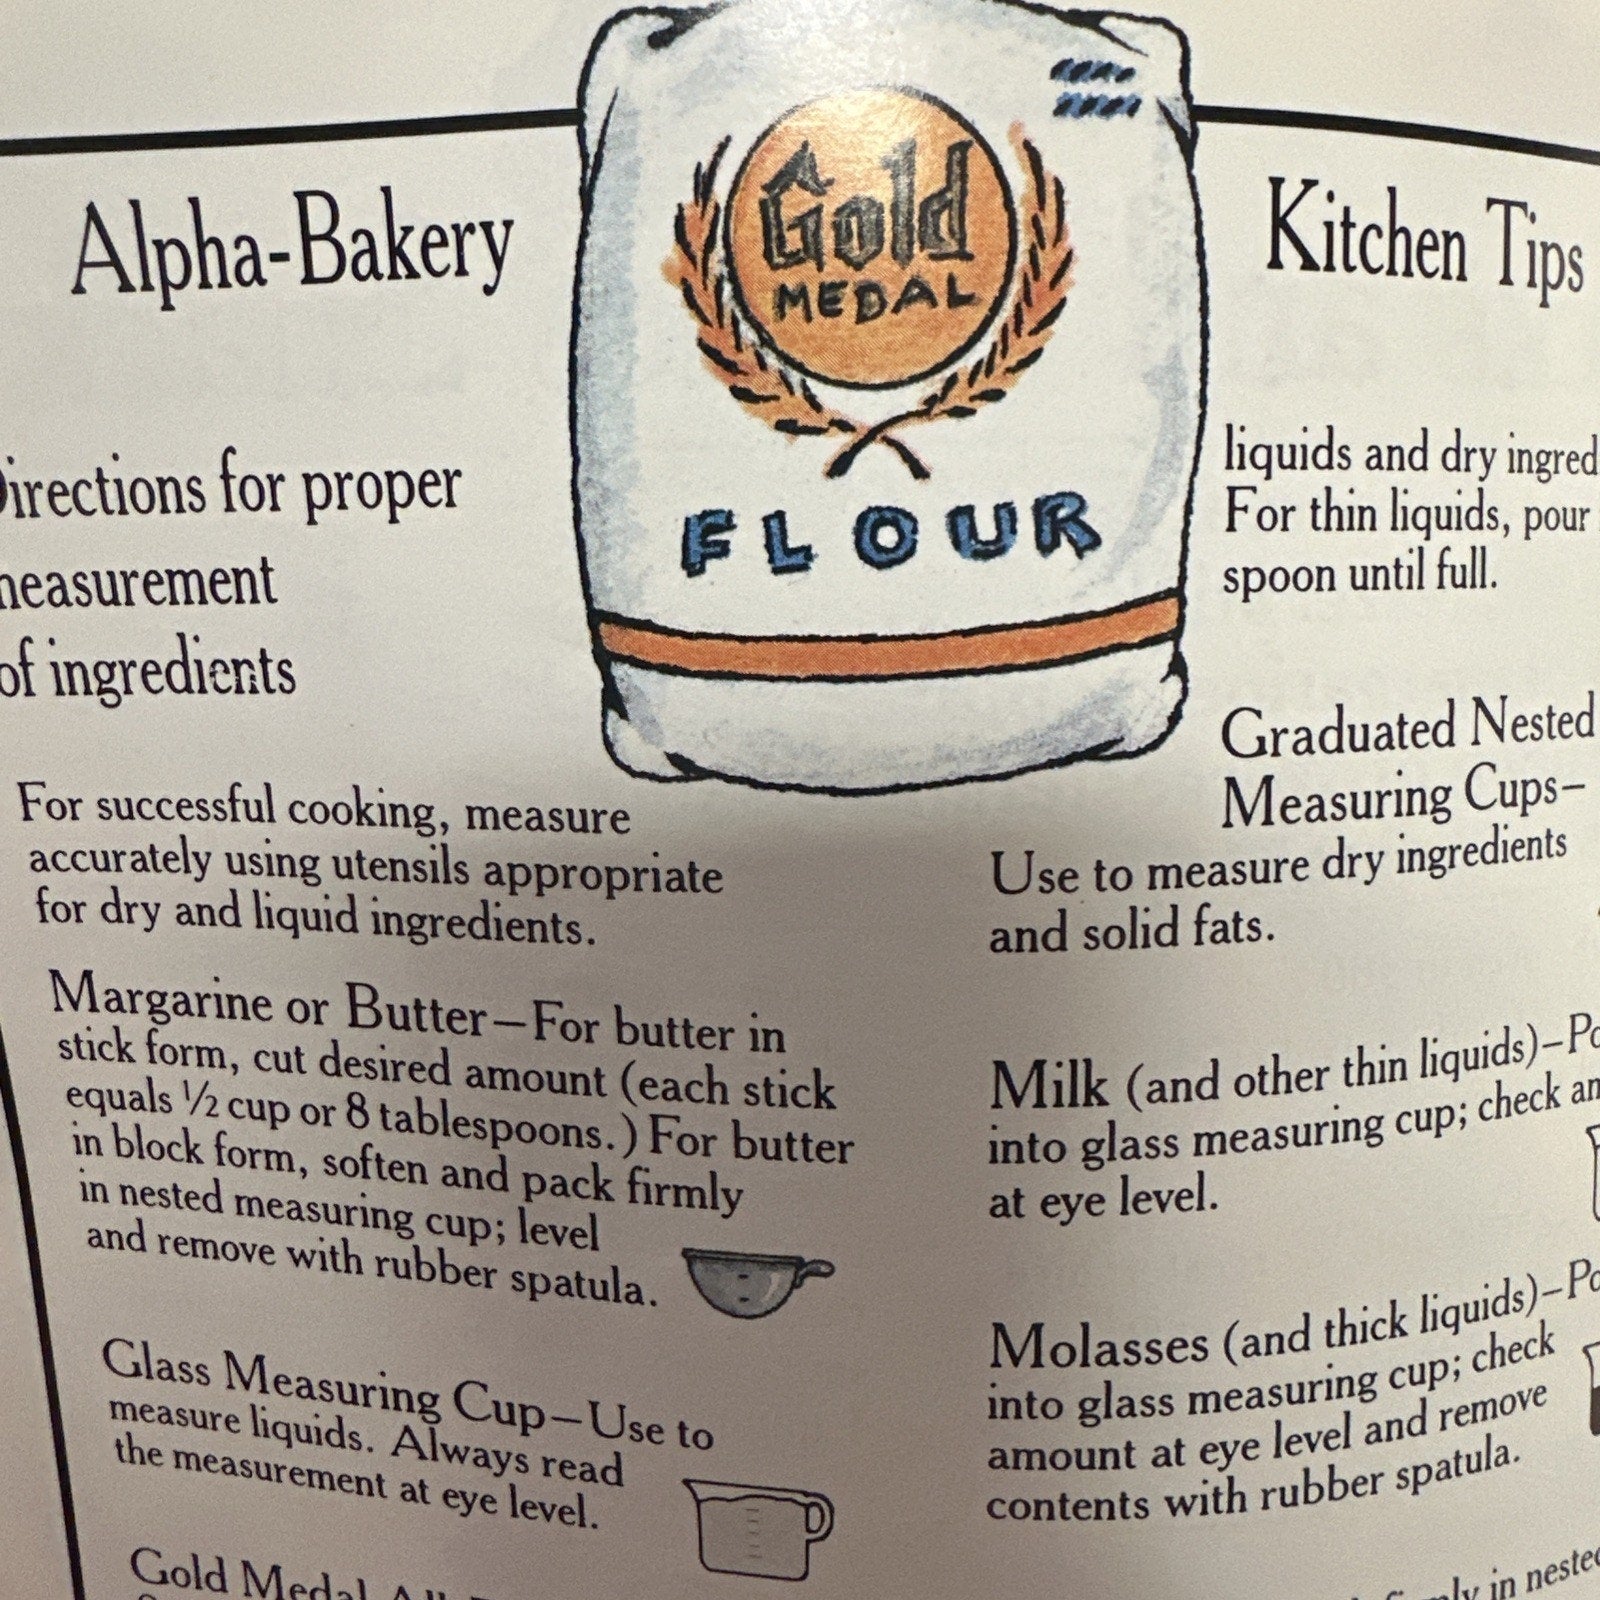 Alpha-Bakery
Kitchen Tips
Gold
MEDAL
FLOUR
Directions for proper
measurement
of ingredients
For successful cooking, measure
accurately using utensils appropriate
for dry and liquid ingredients.
Margarine or Butter–For butter in
stick form, cut desired amount (each stick
equals ½ cup or 8 tablespoons.) For butter
in block form, soften and pack firmly
in nested measuring cup; level
and remove with rubber spatula.
Glass Measuring Cup–Use to
measure liquids. Always read
the measurement at eye level.
Gold Medal
liquids and dry ingred
For thin liquids, pour
spoon until full.
Graduated Nested
Measuring Cups–
Use to measure dry ingredients
and solid fats.
Milk (and other thin liquids)–Po
into glass measuring cup; check an
at eye level.
Molasses (and thick liquids)–Po
into glass measuring cup; check
amount at eye level and remove
contents with rubber spatula.
in nested